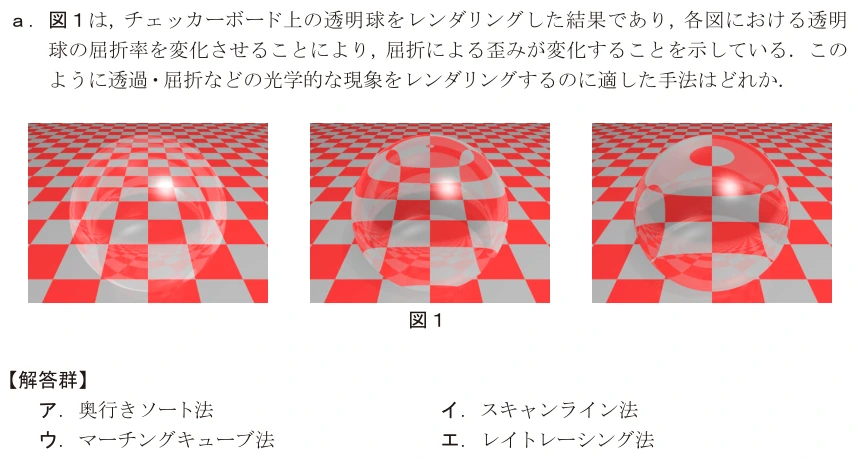 a．図1は，チェッカーボード上の透明球をレンダリングした結果であり，各図における透明
球の屈折率を変化させることにより，屈折による歪みが変化することを示している．この
ように透過・屈折などの光学的な現象をレンダリングするのに適した手法はどれか．
図1
【解答群】
ア．奥行きソート法
イ．スキャンライン法
ウ．マーチングキューブ法
エ．レイトレーシング法